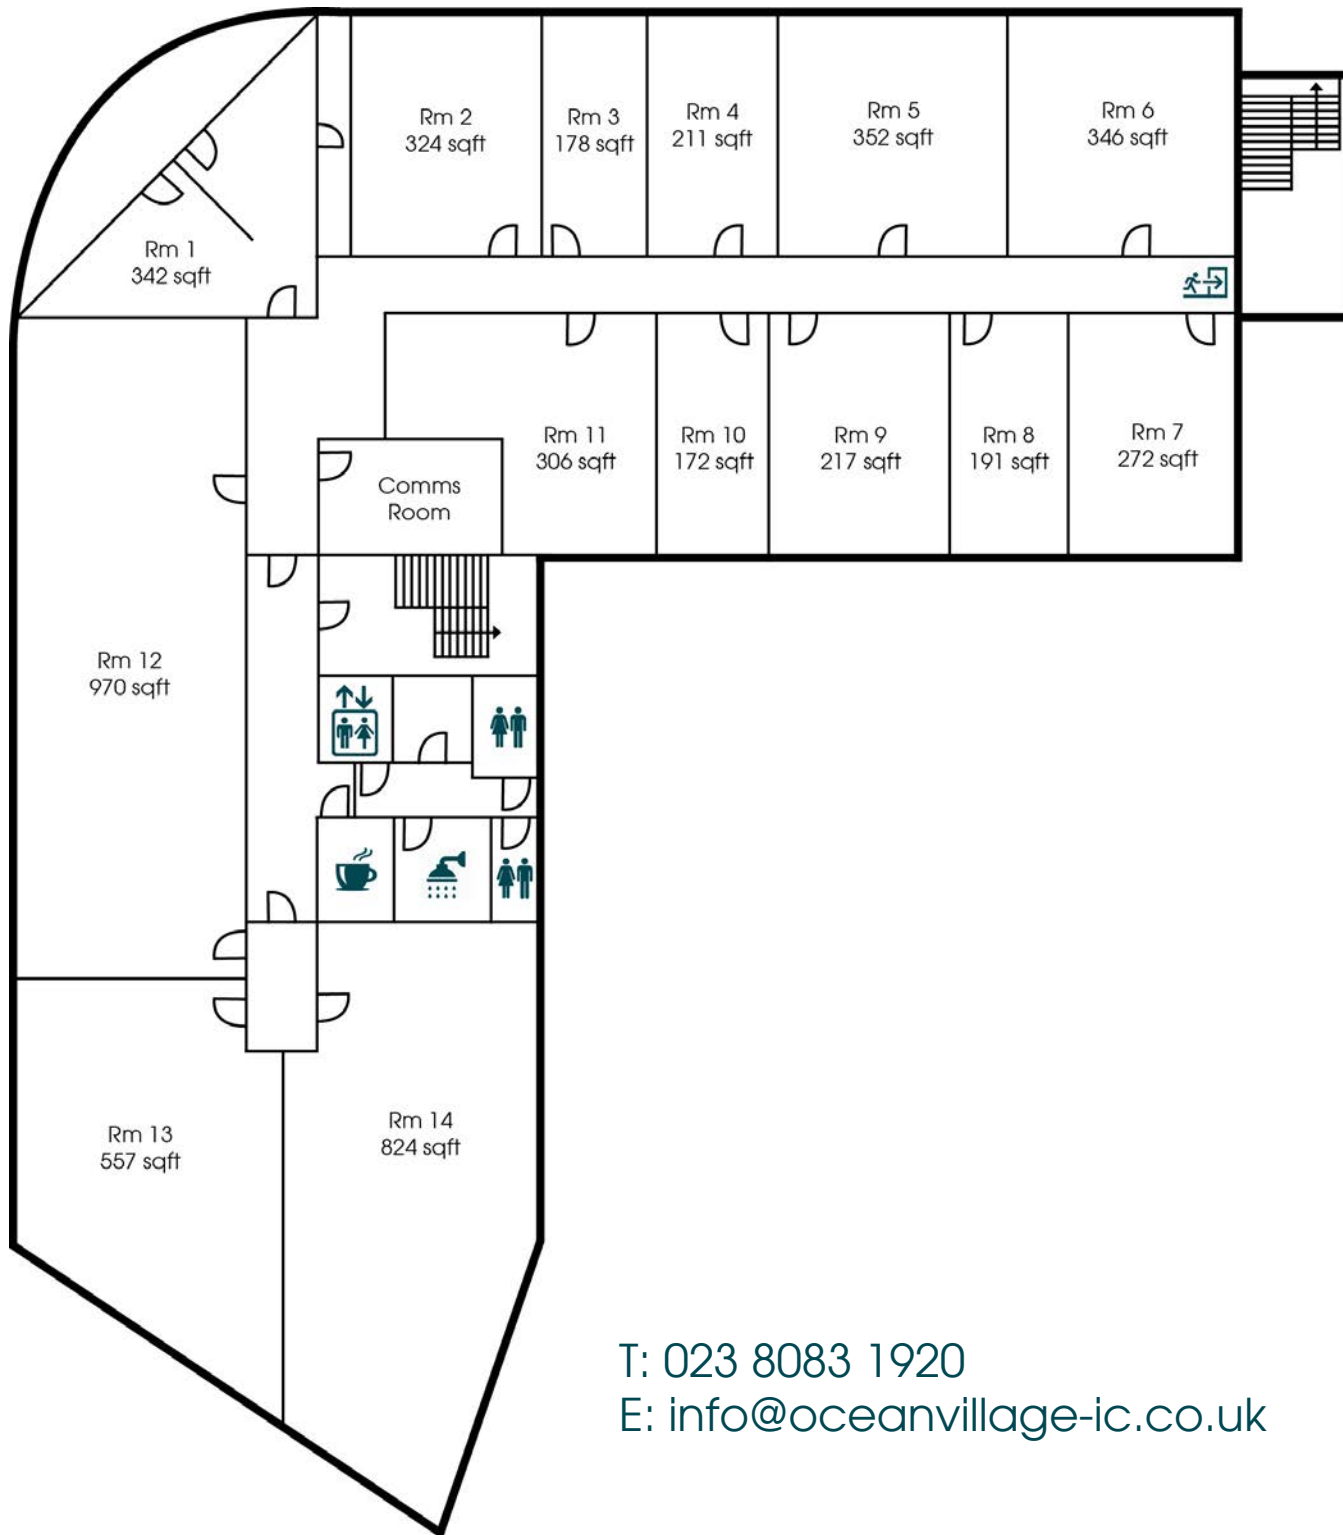 Rm 1
342 sqft
Rm 2
324 sqft
Rm 3
178 sqft
Rm 4
211 sqft
Rm 5
352 sqft
Rm 6
346 sqft
Rm 11
306 sqft
Rm 10
172 sqft
Rm 9
217 sqft
Rm 8
191 sqft
Rm 7
272 sqft
Comms
Room
Rm 12
970 sqft
Rm 13
557 sqft
Rm 14
824 sqft
T: 023 8083 1920
E: info@oceanvillage-ic.co.uk